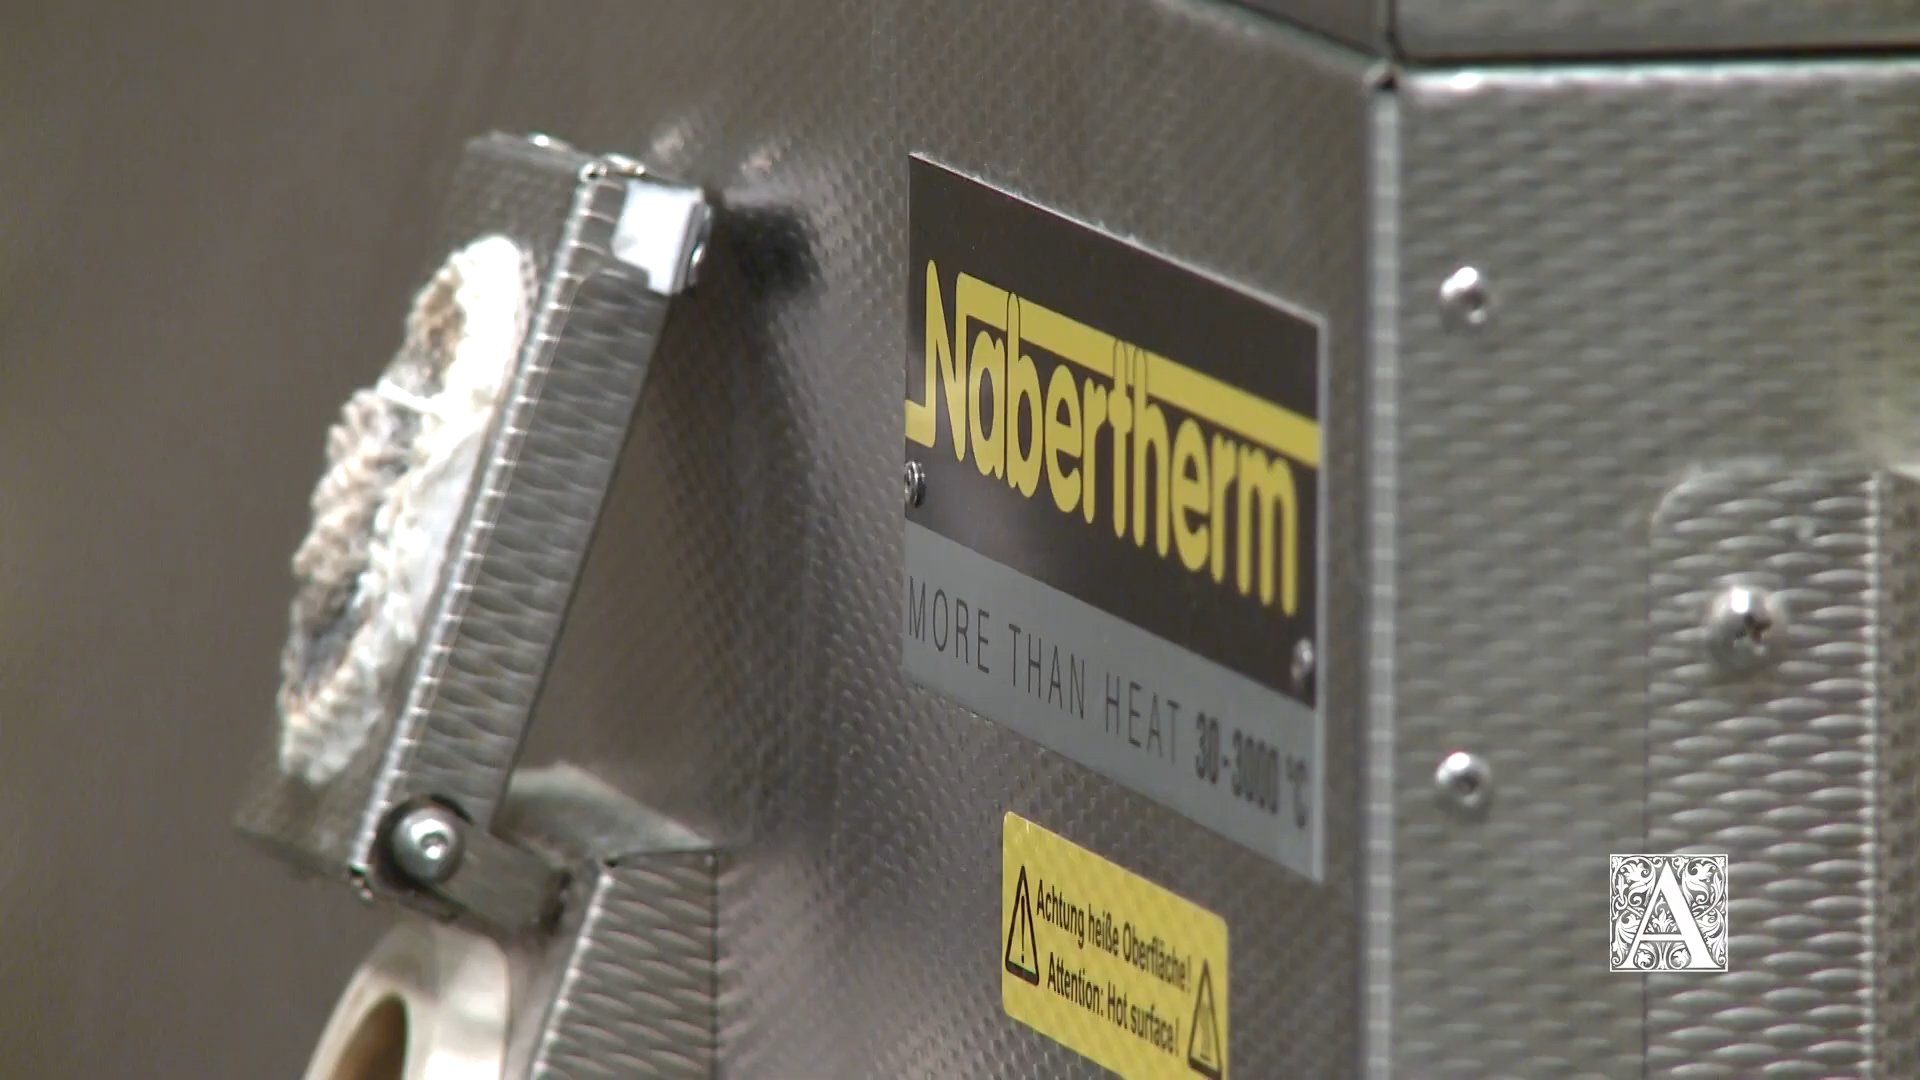 Nabertherm
MORE THAN HEAT 30-3000 °C
Achtung heiße Oberfläche!
Attention: Hot surface!
A